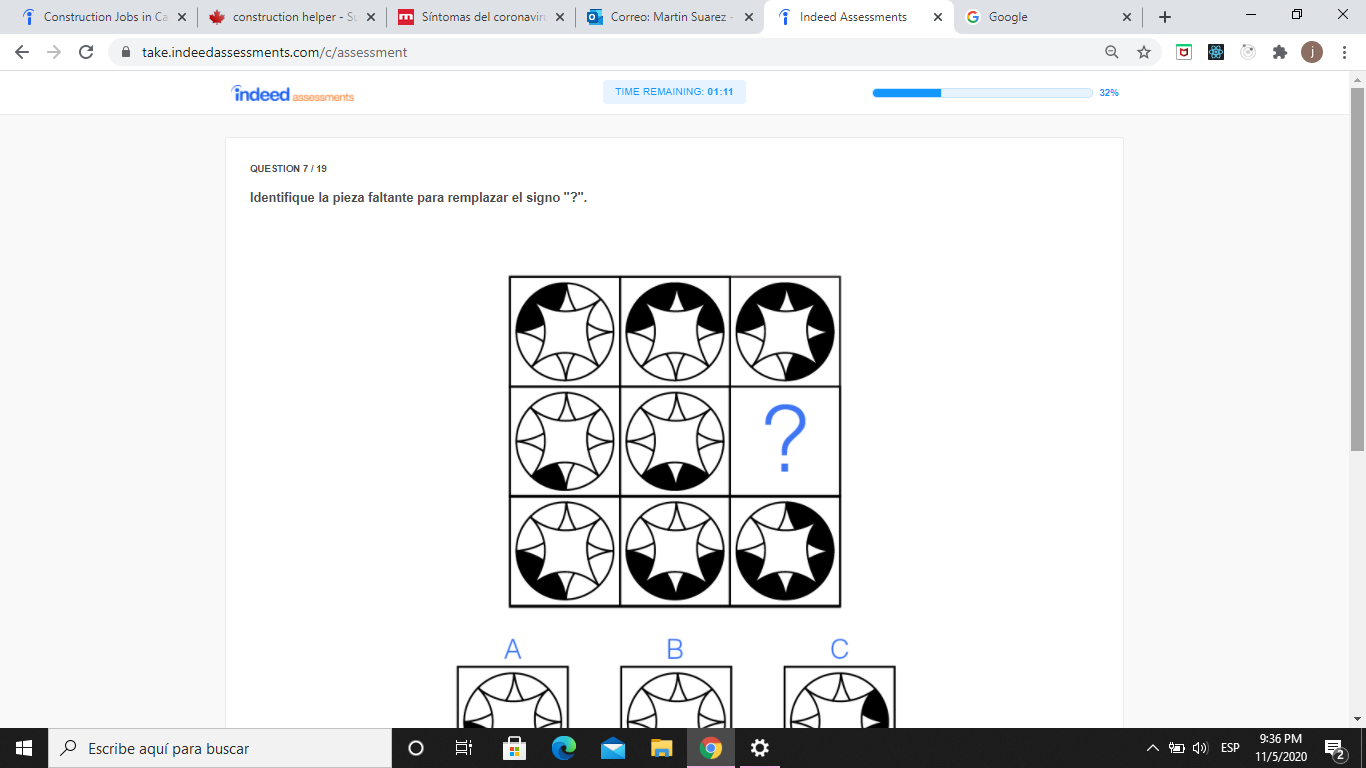 Construction Jobs in Ca
construction helper - Su
Síntomas del coronaviru
Correo: Martin Suarez -
Indeed Assessments
Google
take.indeedassessments.com/c/assessment
j
indeed assessments
TIME REMAINING: 01:11
32%
QUESTION 7 / 19
Identifique la pieza faltante para remplazar el signo "?".
?
A B C
Escribe aquí para buscar
ESP
9:36 PM
11/5/2020
2